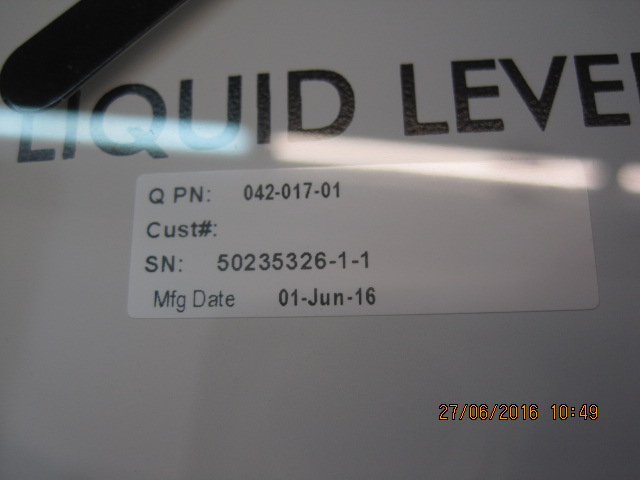 LIQUID LEVEL
Q PN: 042-017-01
Cust#:
SN: 50235326-1-1
Mfg Date 01-Jun-16
27/06/2016 10:49